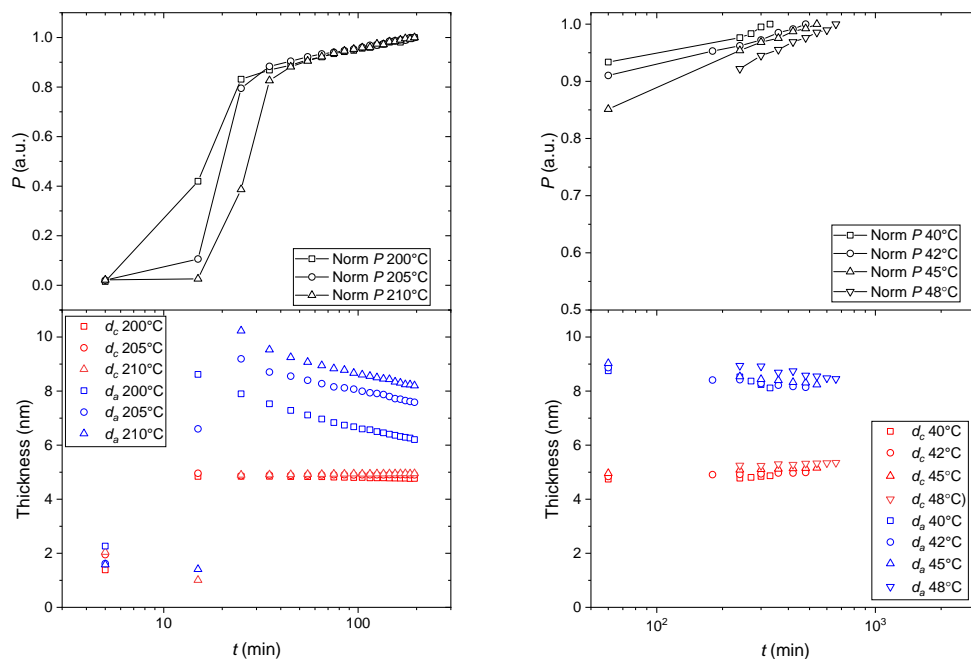 1.0
0.8
0.6
0.4
0.2
0.0
P (a.u.)
Norm P 200°C
Norm P 205°C
Norm P 210°C
10
8
6
4
2
0
Thickness (nm)
d_c 200°C
d_c 205°C
d_c 210°C
d_a 200°C
d_a 205°C
d_a 210°C
10
100
t (min)
1.0
0.9
0.8
0.7
0.6
0.5
P (a.u.)
Norm P 40°C
Norm P 42°C
Norm P 45°C
Norm P 48°C
10
8
6
4
2
0
Thickness (nm)
d_c 40°C
d_c 42°C
d_c 45°C
d_c 48°C)
d_a 40°C
d_a 42°C
d_a 45°C
d_a 48°C
10²
10³
t (min)